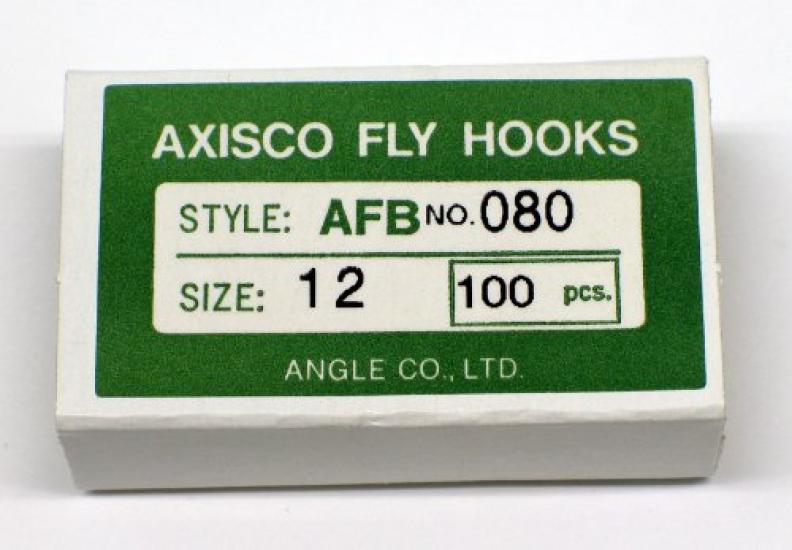 AXISCO FLY HOOKS
STYLE: AFB NO. 080
SIZE: 12 100 pcs.
ANGLE CO., LTD.